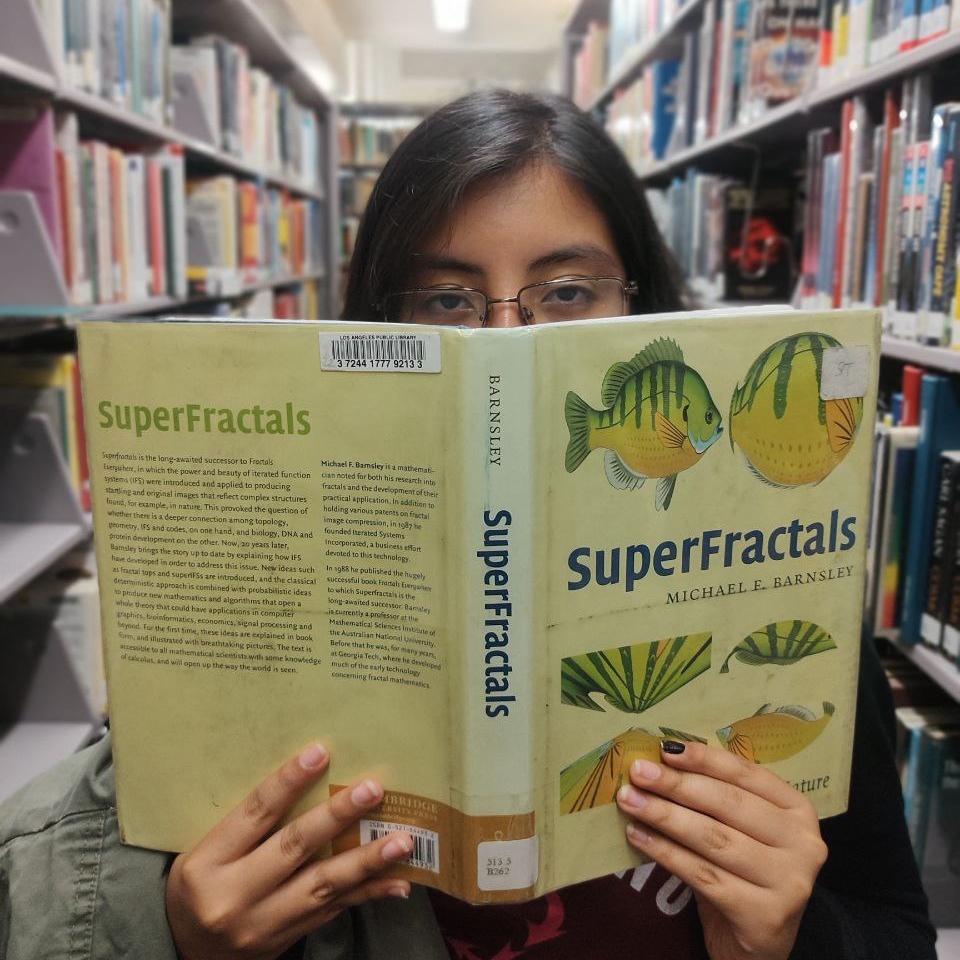 LOS ANGELES PUBLIC LIBRARY
3 7244 1777 9213 3
SuperFractals
Superfractals is the long-awaited successor to Fractals
Everywhere, in which the power and beauty of iterated function
systems (IFS) were introduced and applied to producing
startling and original images that reflect complex structures
found, for example, in nature. This provoked the question of
whether there is a deeper connection among topology,
geometry, IFS and codes, on one hand, and biology, DNA and
protein development on the other. Now, 20 years later,
Barnsley brings the story up to date by explaining how IFS
have developed in order to address this issue. New ideas such
as fractal tops and superIFSs are introduced, and the classical
deterministic approach is combined with probabilistic ideas
to produce new mathematics and algorithms that open a
whole theory that could have applications in computer
graphics, bioinformatics, economics, signal processing and
beyond. For the first time, these ideas are explained in book
form, and illustrated with breathtaking pictures. The text is
accessible to all mathematical scientists with some knowledge
of calculus, and will open up the way the world is seen.
Michael F. Barnsley is a mathemati-
cian noted for both his research into
fractals and the development of their
practical application. In addition to
holding various patents on fractal
image compression, in 1987 he
founded Iterated Systems
Incorporated, a business effort
devoted to this technology.
In 1988 he published the hugely
successful book Fractals Everywhere
to which SuperFractals is the
long-awaited successor. Barnsley
is currently a professor at the
Mathematical Sciences Institute of
the Australian National University.
Before that he was, for many years,
at Georgia Tech, where he developed
much of the early technology
concerning fractal mathematics.
BARNSLEY
SuperFractals
513 5
B262
SuperFractals
MICHAEL F. BARNSLEY